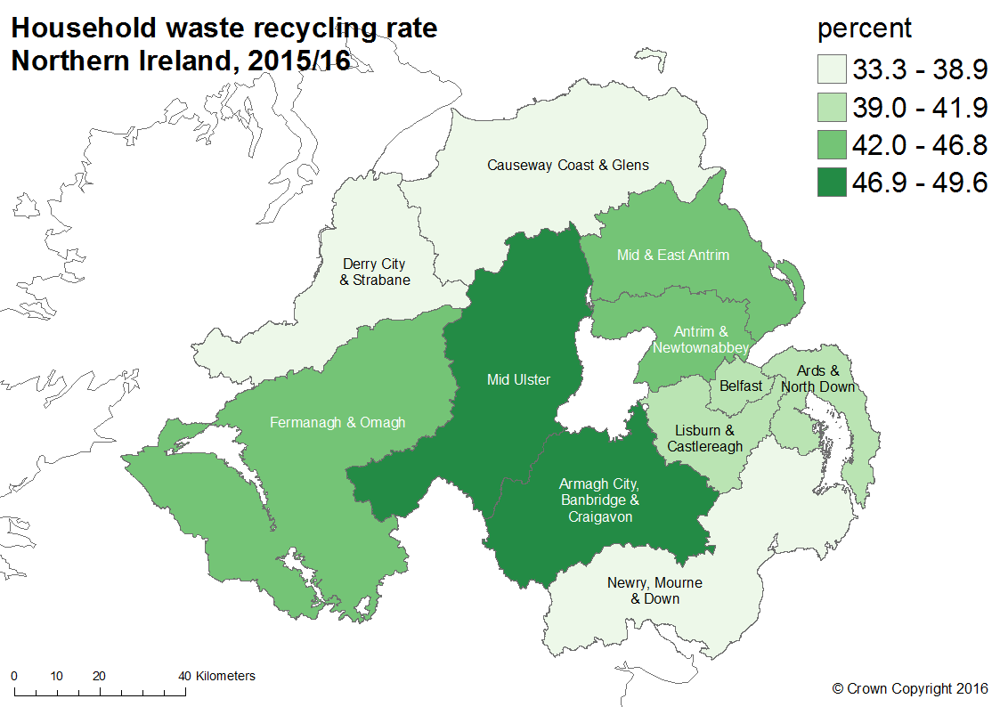 Household waste recycling rate
Northern Ireland, 2015/16
percent
33.3 - 38.9
39.0 - 41.9
42.0 - 46.8
46.9 - 49.6
Causeway Coast & Glens
Derry City
& Strabane
Mid & East Antrim
Antrim &
Newtownabbey
Mid Ulster
Belfast
Ards &
North Down
Fermanagh & Omagh
Lisburn &
Castlereagh
Armagh City,
Banbridge &
Craigavon
Newry, Mourne
& Down
0 10 20 40 Kilometers
© Crown Copyright 2016